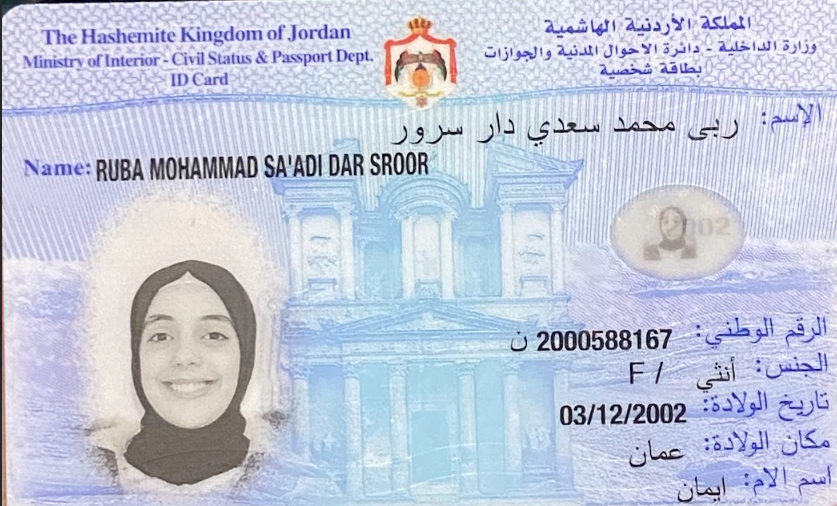 The Hashemite Kingdom of Jordan
Ministry of Interior - Civil Status & Passport Dept.
ID Card
المملكة الأردنية الهاشمية
وزارة الداخلية - دائرة الاحوال المدنية والجوازات
بطاقة شخصية
الإسم: ربى محمد سعدي دار سرور
Name: RUBA MOHAMMAD SA'ADI DAR SROOR
2002
الرقم الوطني: 2000588167 ن
الجنس: أنثي / F
تاريخ الولادة: 03/12/2002
مكان الولادة: عمان
اسم الام: ايمان